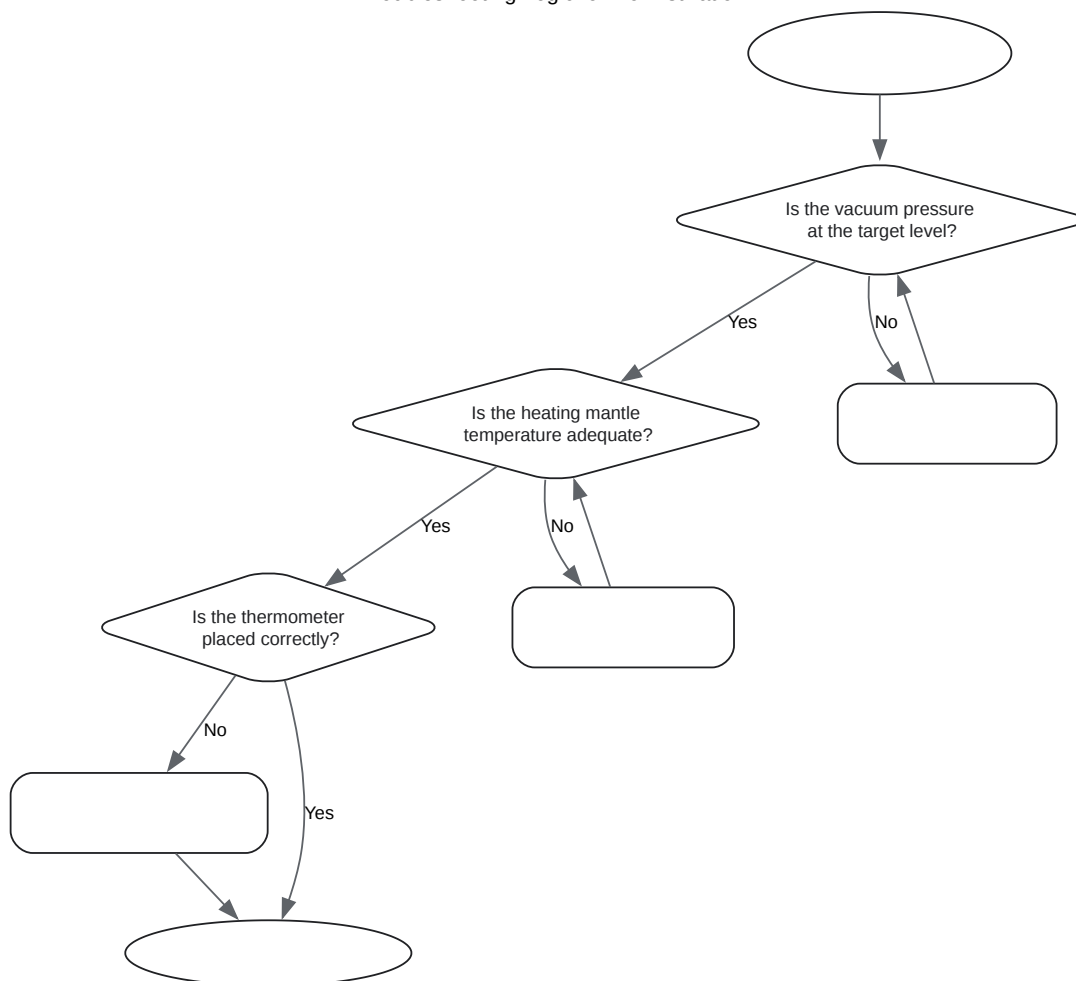 Is the vacuum pressure
at the target level?
Yes
No
Is the heating mantle
temperature adequate?
Yes
No
Is the thermometer
placed correctly?
No
Yes